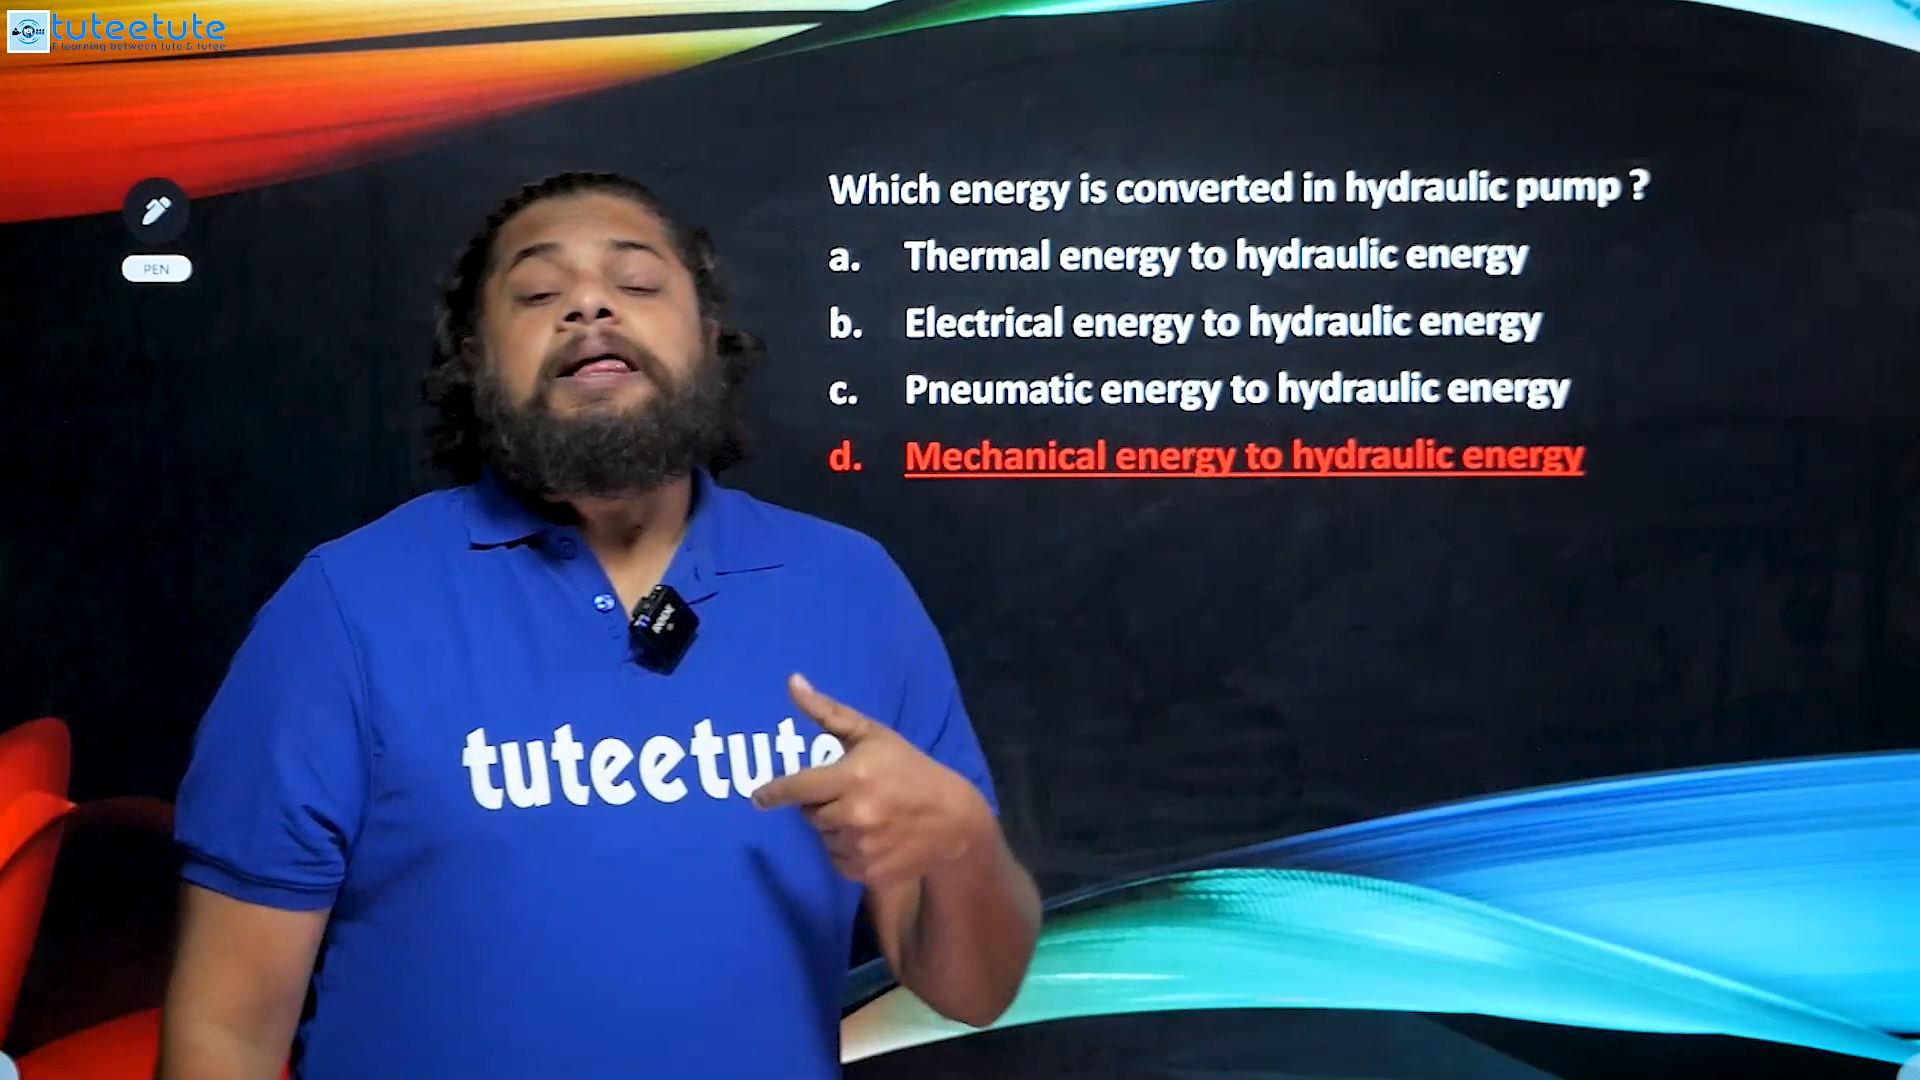 tuteetute
E learning between tute & tutee
Which energy is converted in hydraulic pump ?
a. Thermal energy to hydraulic energy
b. Electrical energy to hydraulic energy
PEN
c. Pneumatic energy to hydraulic energy
d. Mechanical energy to hydraulic energy
RODE
tuteetute